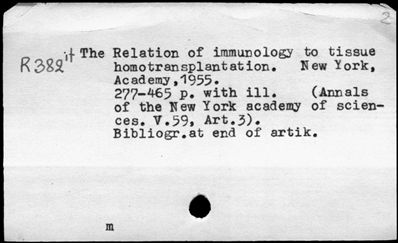 2
R382 it The Relation of immunology to tissue
homotransplantation. New York,
Academy, 1955.
277-465 p. with ill. (Annals
of the New York academy of scien-
ces. V.59, Art.3).
Bibliogr.at end of artik.
m